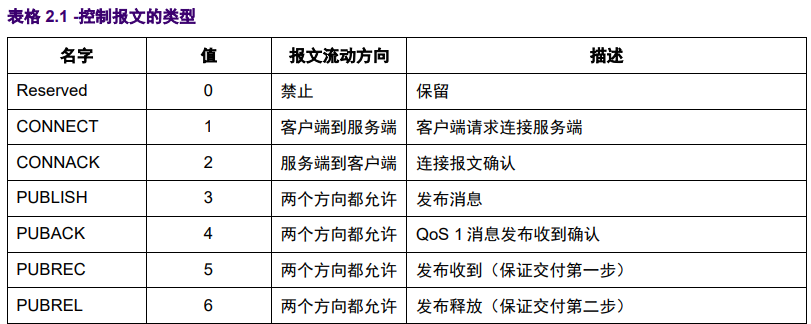 表格 2.1 -控制报文的类型
名字 值 报文流动方向 描述
Reserved 0 禁止 保留
CONNECT 1 客户端到服务端 客户端请求连接服务端
CONNACK 2 服务端到客户端 连接报文确认
PUBLISH 3 两个方向都允许 发布消息
PUBACK 4 两个方向都允许 QoS 1 消息发布收到确认
PUBREC 5 两个方向都允许 发布收到（保证交付第一步）
PUBREL 6 两个方向都允许 发布释放（保证交付第二步）